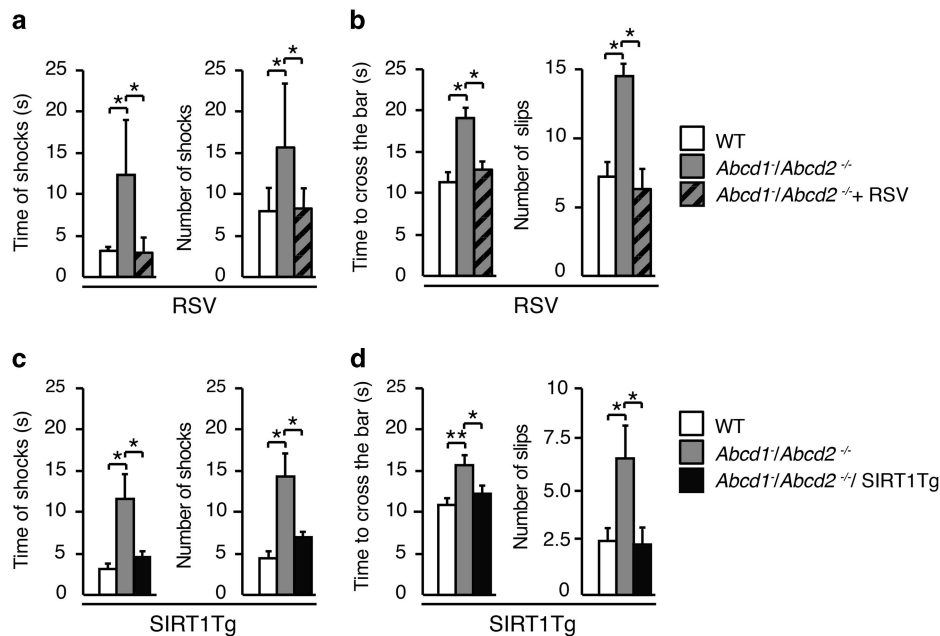 a
Time of shocks (s)
25
20
15
10
5
0
* *
Number of shocks
25
20
15
10
5
0
* *
RSV
b
Time to cross the bar (s)
25
20
15
10
5
0
* *
Number of slips
15
10
5
0
* *
RSV
WT
Abcd1⁻/Abcd2 ⁻/⁻
Abcd1⁻/Abcd2 ⁻/⁻ + RSV
c
Time of shocks (s)
25
20
15
10
5
0
* *
Number of shocks
25
20
15
10
5
0
* *
SIRT1Tg
d
Time to cross the bar (s)
25
20
15
10
5
0
** *
Number of slips
10
7.5
5.0
2.5
0
* *
SIRT1Tg
WT
Abcd1⁻/Abcd2 ⁻/⁻
Abcd1⁻/Abcd2 ⁻/⁻/ SIRT1Tg